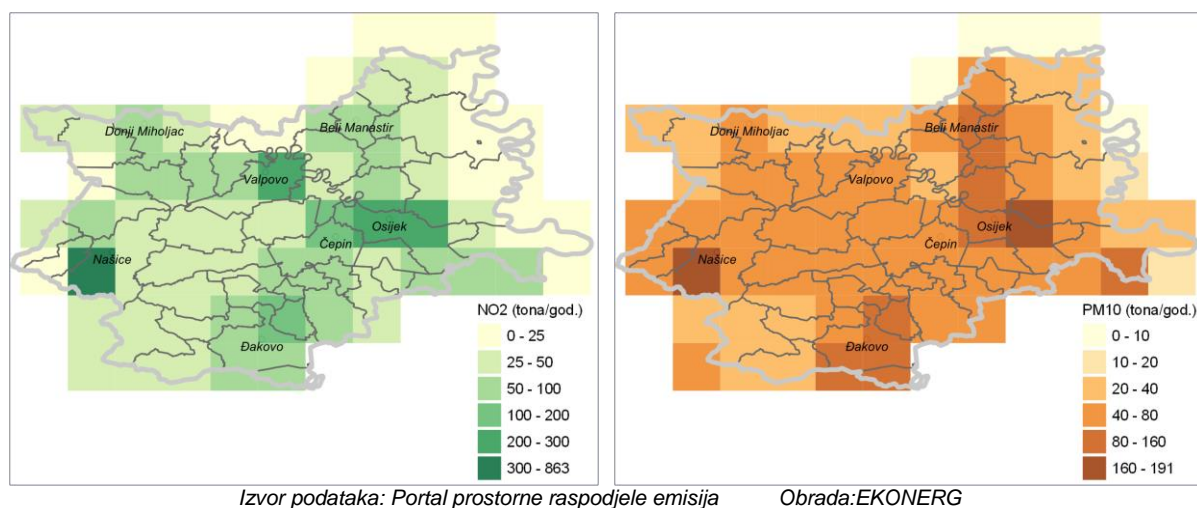 Donji Miholjac
Beli Manastir
Valpovo
Osijek
Čepin
Našice
Đakovo
NO2 (tona/god.)
0 - 25
25 - 50
50 - 100
100 - 200
200 - 300
300 - 863
Donji Miholjac
Beli Manastir
Valpovo
Osijek
Čepin
Našice
Đakovo
PM10 (tona/god.)
0 - 10
10 - 20
20 - 40
40 - 80
80 - 160
160 - 191
Izvor podataka: Portal prostorne raspodjele emisija Obrada:EKONERG